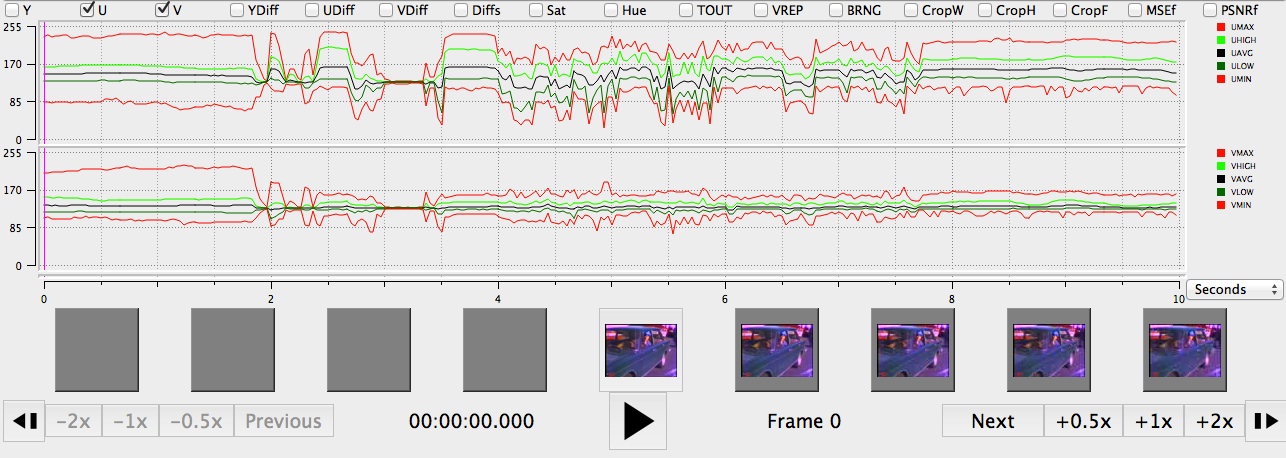 Y U V YDiff UDiff VDiff Diffs Sat Hue TOUT VREP BRNG CropW CropH CropF MSEf PSNRf
255
170
85
0
UMAX
UHIGH
UAVG
ULOW
UMIN
255
170
85
0
VMAX
VHIGH
VAVG
VLOW
VMIN
0 2 4 6 8 10 Seconds
-2x -1x -0.5x Previous 00:00:00.000 Frame 0 Next +0.5x +1x +2x